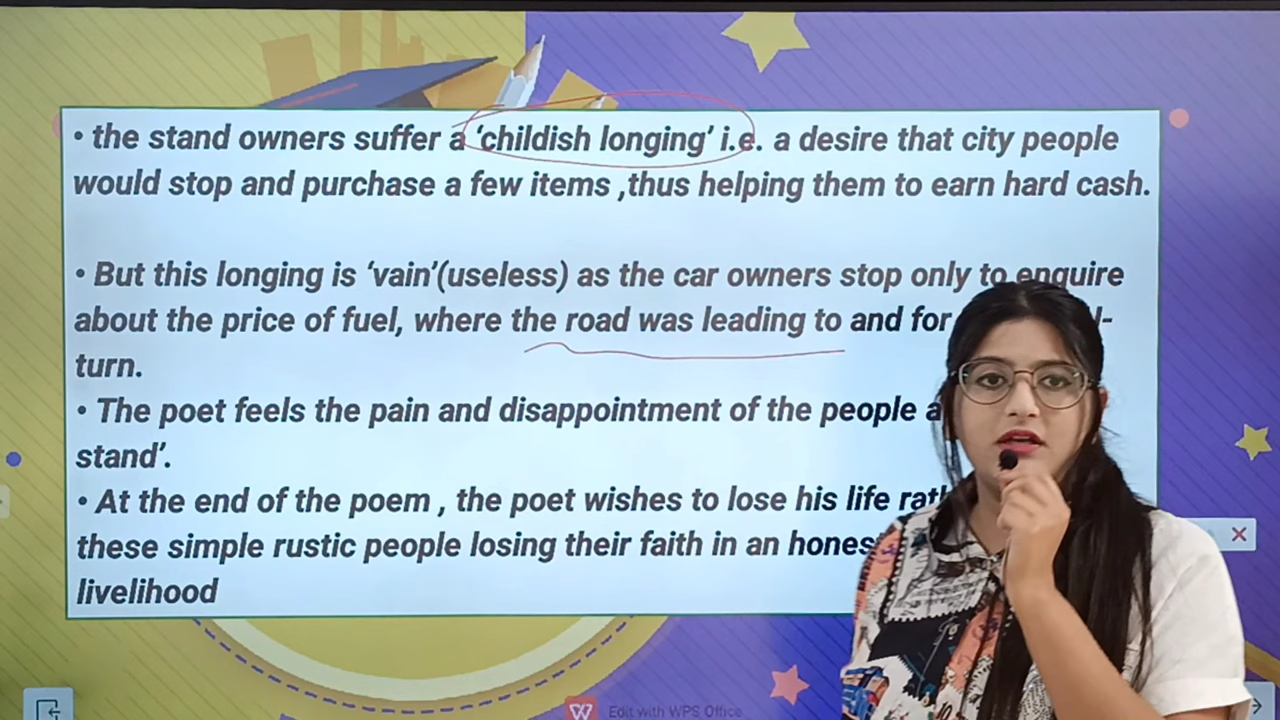 • the stand owners suffer a ‘childish longing’ i.e. a desire that city people
would stop and purchase a few items ,thus helping them to earn hard cash.
• But this longing is ‘vain’(useless) as the car owners stop only to enquire
about the price of fuel, where the road was leading to and for
turn.
• The poet feels the pain and disappointment of the people
stand’.
• At the end of the poem , the poet wishes to lose his life
these simple rustic people losing their faith in an
livelihood
Edit with WPS Office